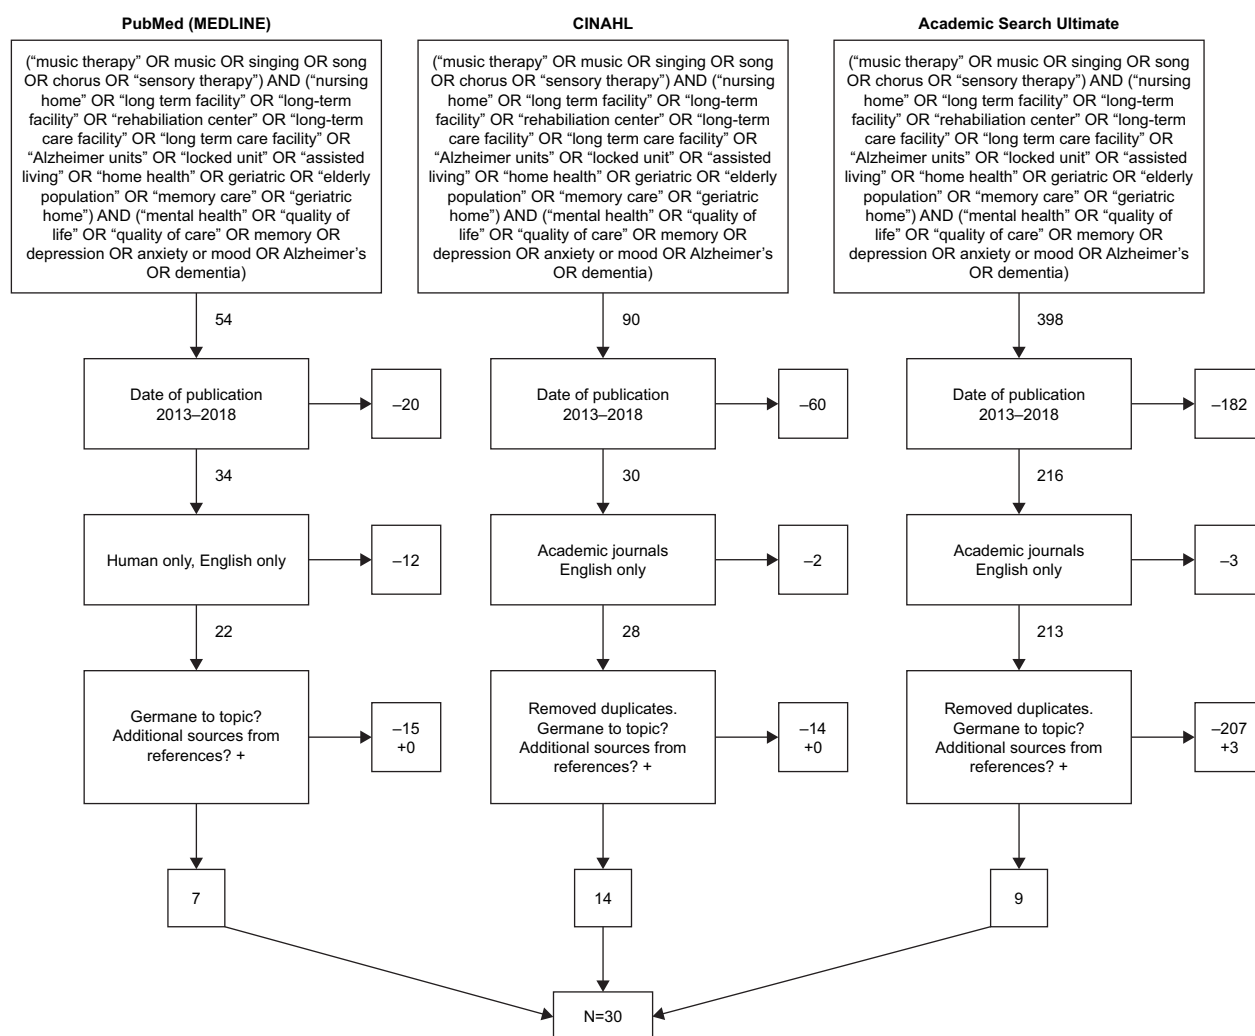 PubMed (MEDLINE)
(“music therapy” OR music OR singing OR song
OR chorus OR “sensory therapy”) AND (“nursing
home” OR “long term facility” OR “long-term
facility” OR “rehabiliation center” OR “long-term
care facility” OR “long term care facility” OR
“Alzheimer units” OR “locked unit” OR “assisted
living” OR “home health” OR geriatric OR “elderly
population” OR “memory care” OR “geriatric
home”) AND (“mental health” OR “quality of
life” OR “quality of care” OR memory OR
depression OR anxiety or mood OR Alzheimer’s
OR dementia)
54
Date of publication
2013–2018
–20
34
Human only, English only
–12
22
Germane to topic?
Additional sources from
references? +
–15
+0
7
CINAHL
(“music therapy” OR music OR singing OR song
OR chorus OR “sensory therapy”) AND (“nursing
home” OR “long term facility” OR “long-term
facility” OR “rehabiliation center” OR “long-term
care facility” OR “long term care facility” OR
“Alzheimer units” OR “locked unit” OR “assisted
living” OR “home health” OR geriatric OR “elderly
population” OR “memory care” OR “geriatric
home”) AND (“mental health” OR “quality of
life” OR “quality of care” OR memory OR
depression OR anxiety or mood OR Alzheimer’s
OR dementia)
90
Date of publication
2013–2018
–60
30
Academic journals
English only
–2
28
Removed duplicates.
Germane to topic?
Additional sources from
references? +
–14
+0
14
Academic Search Ultimate
(“music therapy” OR music OR singing OR song
OR chorus OR “sensory therapy”) AND (“nursing
home” OR “long term facility” OR “long-term
facility” OR “rehabiliation center” OR “long-term
care facility” OR “long term care facility” OR
“Alzheimer units” OR “locked unit” OR “assisted
living” OR “home health” OR geriatric OR “elderly
population” OR “memory care” OR “geriatric
home”) AND (“mental health” OR “quality of
life” OR “quality of care” OR memory OR
depression OR anxiety or mood OR Alzheimer’s
OR dementia)
398
Date of publication
2013–2018
–182
216
Academic journals
English only
–3
213
Removed duplicates.
Germane to topic?
Additional sources from
references? +
–207
+3
9
N=30